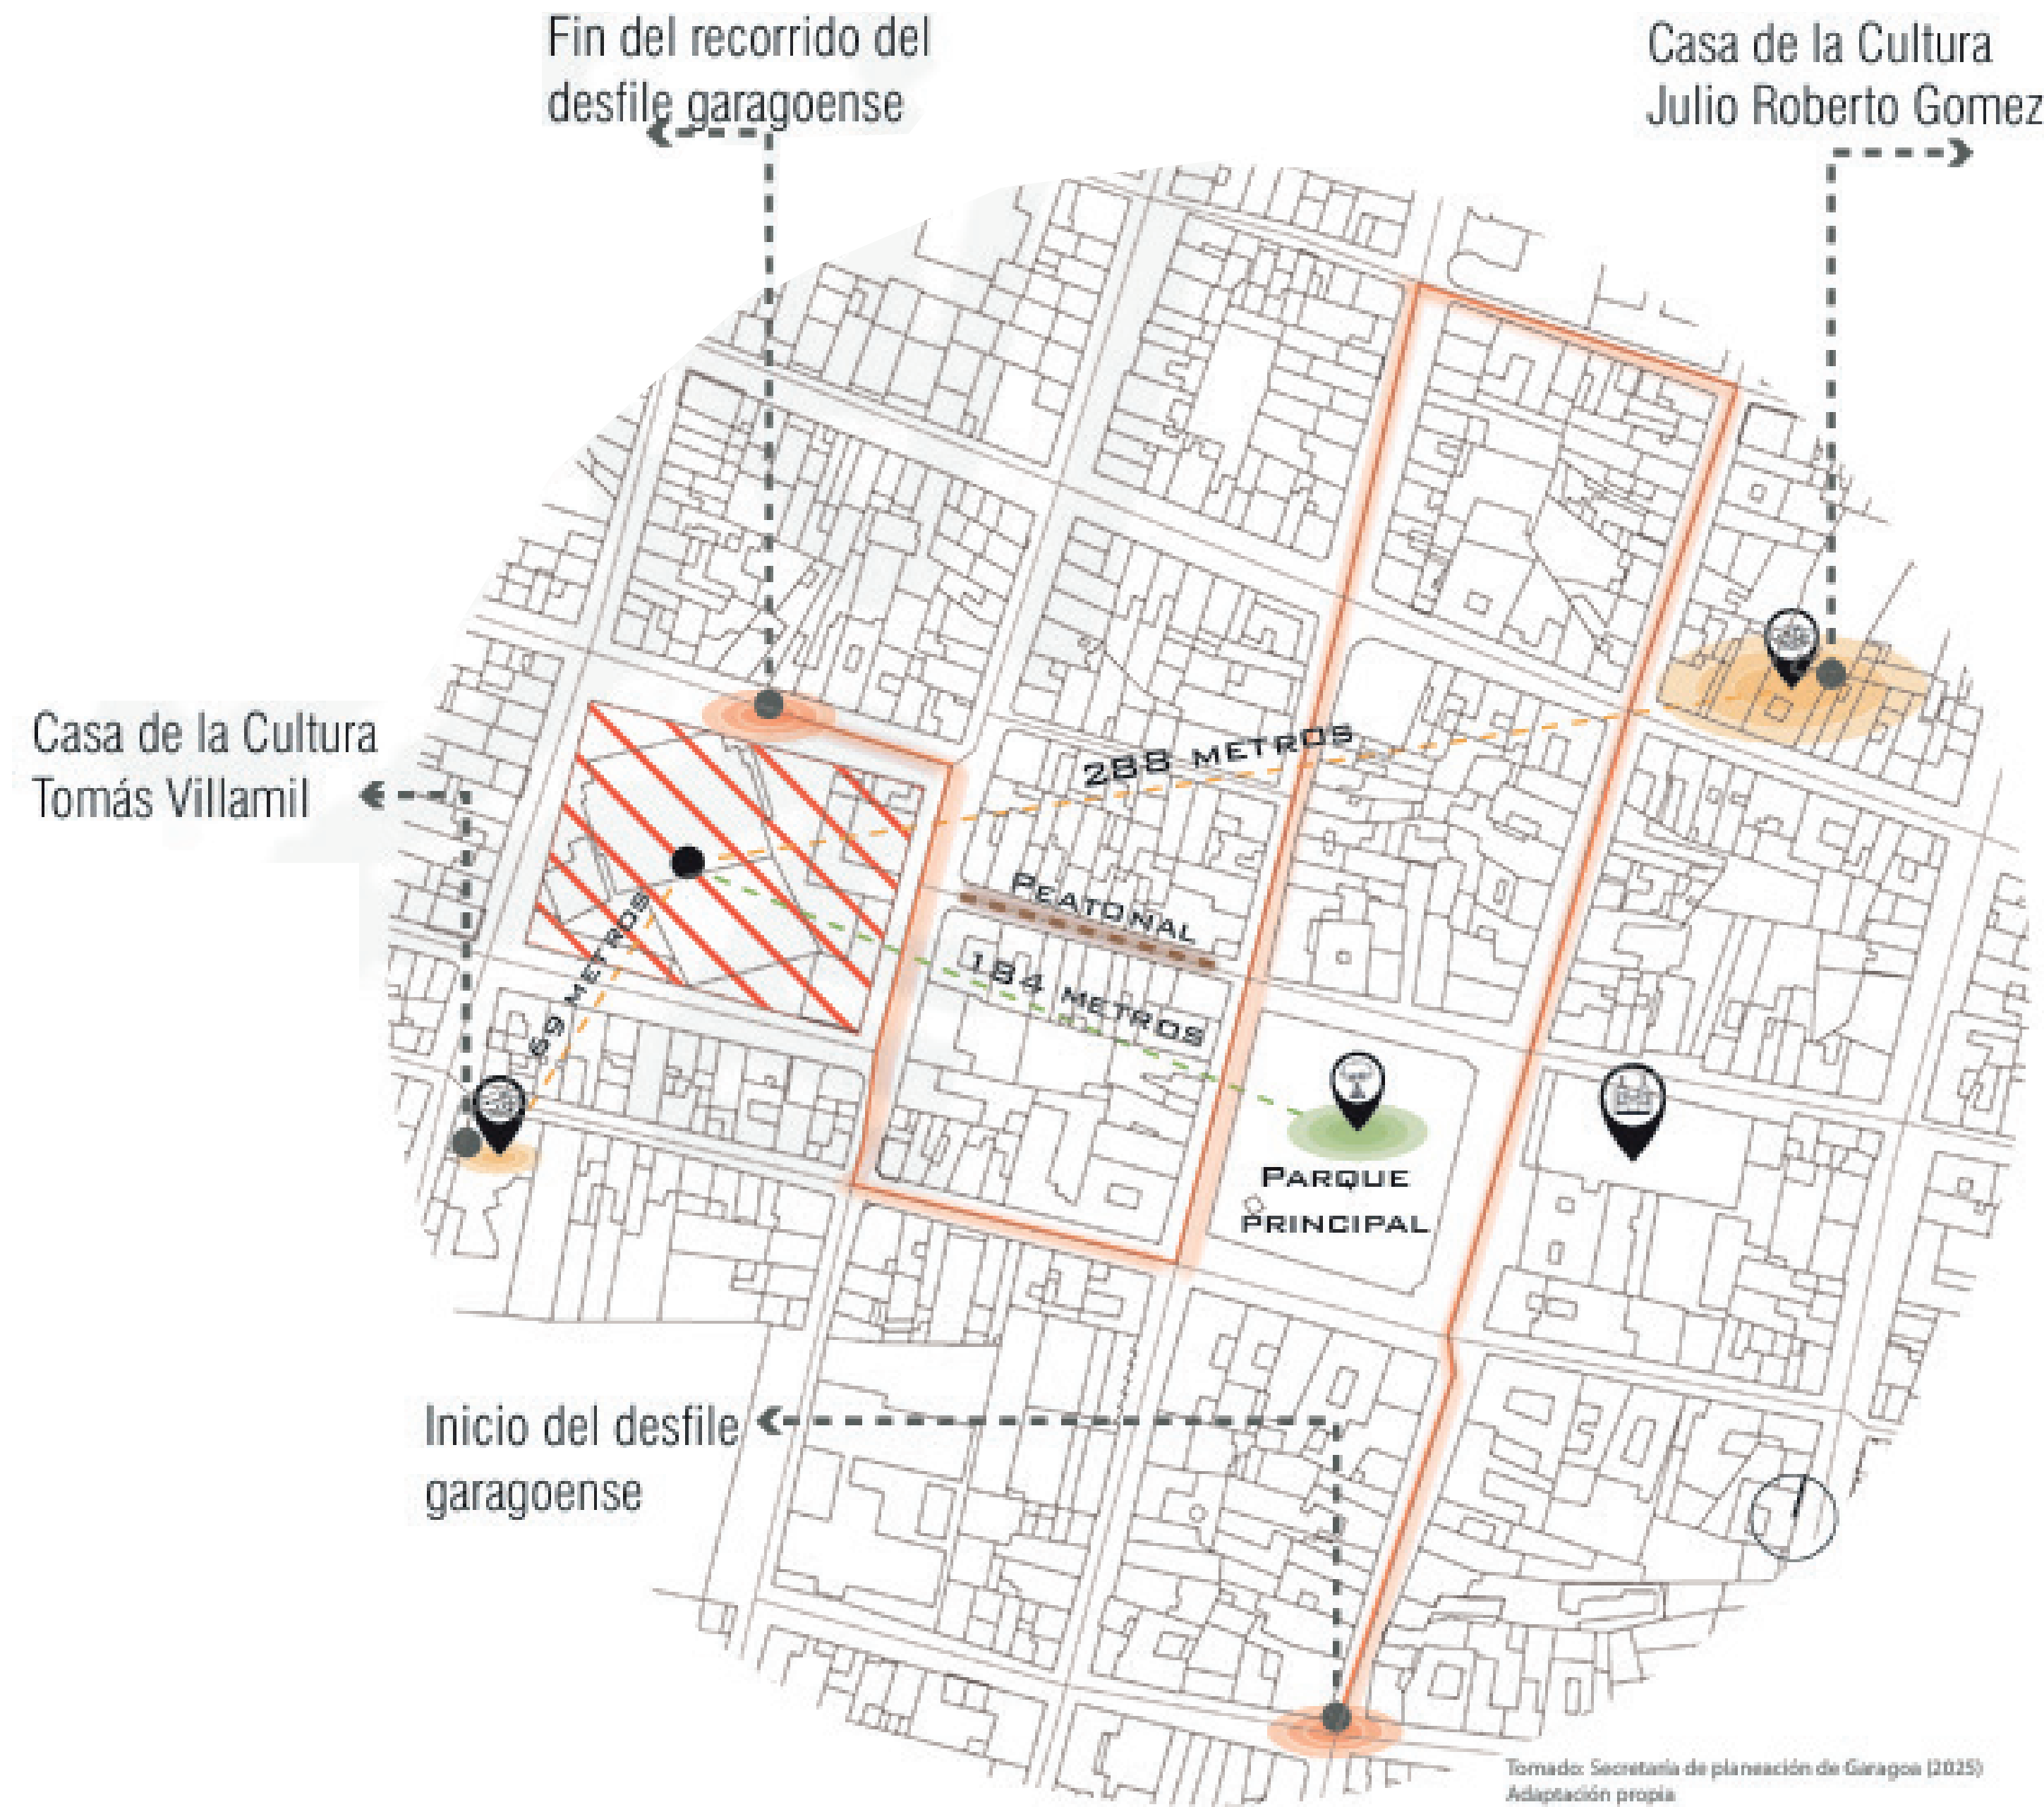 Fin del recorrido del
desfile garagoense
Casa de la Cultura
Julio Roberto Gomez
Casa de la Cultura
Tomás Villamil
288 METROS
PEATONAL
184 METROS
69 METROS
PARQUE
PRINCIPAL
Inicio del desfile
garagoense
Tomado: Secretaria de planeación de Garagoa (2025)
Adaptación propia